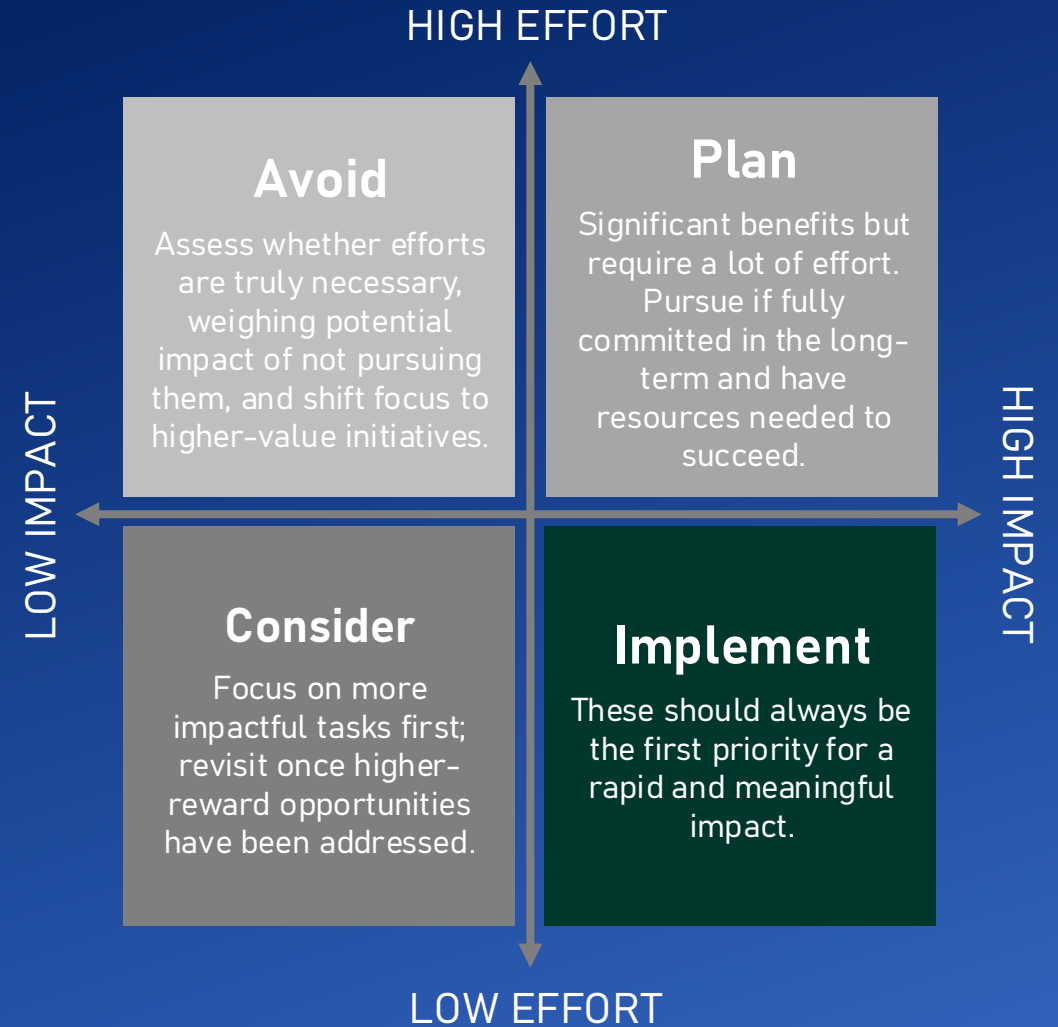 HIGH EFFORT
Avoid
Assess whether efforts
are truly necessary,
weighing potential
impact of not pursuing
them, and shift focus to
higher-value initiatives.
Plan
Significant benefits but
require a lot of effort.
Pursue if fully
committed in the long-
term and have
resources needed to
succeed.
LOW IMPACT
HIGH IMPACT
Consider
Focus on more
impactful tasks first;
revisit once higher-
reward opportunities
have been addressed.
Implement
These should always be
the first priority for a
rapid and meaningful
impact.
LOW EFFORT